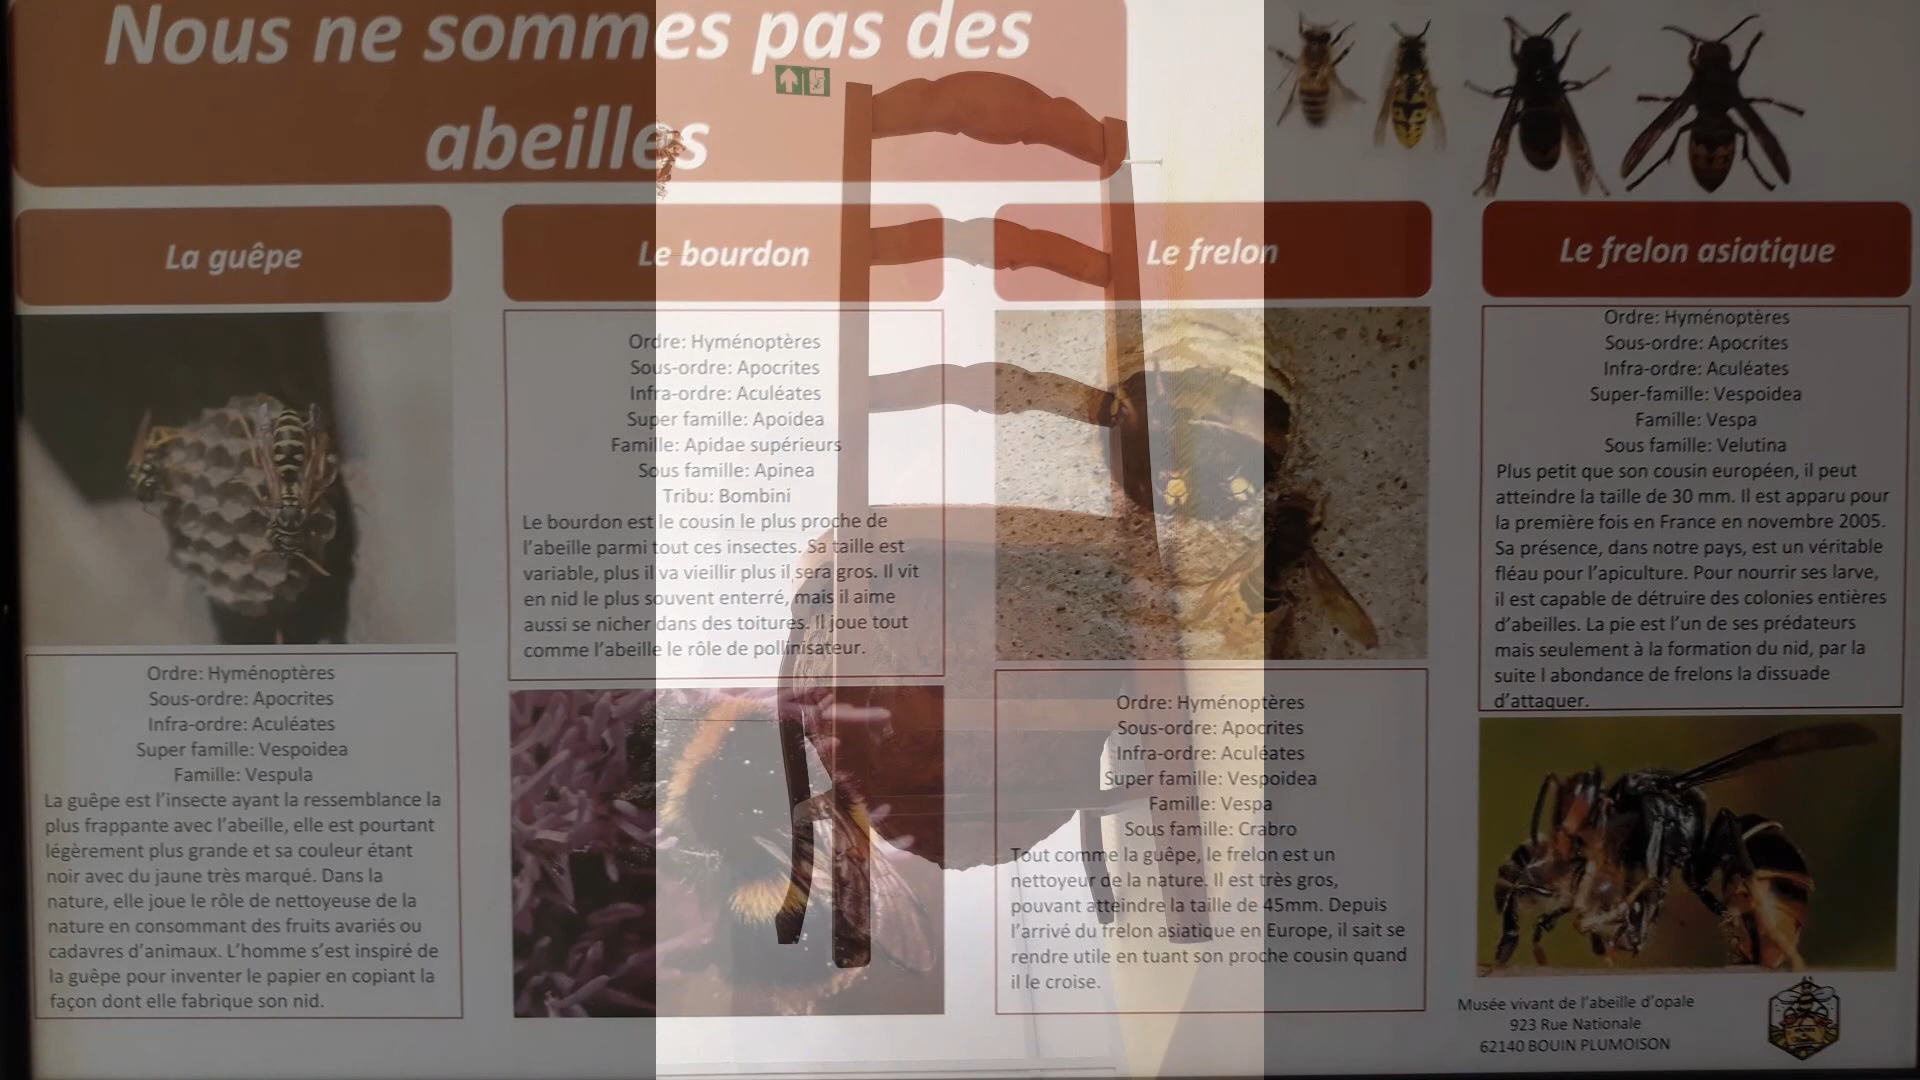 Nous ne sommes pas des
abeilles
La guêpe
Ordre: Hyménoptères
Sous-ordre: Apocrites
Infra-ordre: Aculéates
Super famille: Vespoidea
Famille: Vespula
La guêpe est l'insecte ayant la ressemblance la
plus frappante avec l'abeille, elle est pourtant
légèrement plus grande et sa couleur étant
noir avec du jaune très marqué. Dans la
nature, elle joue le rôle de nettoyeuse de la
nature en consommant des fruits avariés ou
cadavres d'animaux. L'homme s'est inspiré de
la guêpe pour inventer le papier en copiant la
façon dont elle fabrique son nid.
Le bourdon
Ordre: Hyménoptères
Sous-ordre: Apocrites
Infra-ordre: Aculéates
Super famille: Apoidea
Famille: Apidae supérieurs
Sous famille: Apinea
Tribu: Bombini
Le bourdon est le cousin le plus proche de
l'abeille parmi tout ces insectes. Sa taille est
variable, plus il va vieillir plus il sera gros. Il vit
en nid le plus souvent enterré, mais il aime
aussi se nicher dans des toitures. Il joue tout
comme l'abeille le rôle de pollinisateur.
Le frelon
Ordre: Hyménoptères
Sous-ordre: Apocrites
Infra-ordre: Aculéates
Super famille: Vespoidea
Famille: Vespa
Sous famille: Crabro
Tout comme la guêpe, le frelon est un
nettoyeur de la nature. Il est très gros,
pouvant atteindre la taille de 45mm. Depuis
l'arrivé du frelon asiatique en Europe, il sait se
rendre utile en tuant son proche cousin quand
il le croise.
Le frelon asiatique
Ordre: Hyménoptères
Sous-ordre: Apocrites
Infra-ordre: Aculéates
Super-famille: Vespoidea
Famille: Vespa
Sous famille: Velutina
Plus petit que son cousin européen, il peut
atteindre la taille de 30 mm. Il est apparu pour
la première fois en France en novembre 2005.
Sa présence, dans notre pays, est un véritable
fléau pour l'apiculture. Pour nourrir ses larve,
il est capable de détruire des colonies entières
d'abeilles. La pie est l'un de ses prédateurs
mais seulement à la formation du nid, par la
suite l abondance de frelons la dissuade
d'attaquer.
Musée vivant de l'abeille d'opale
923 Rue Nationale
62140 BOUIN PLUMOISON